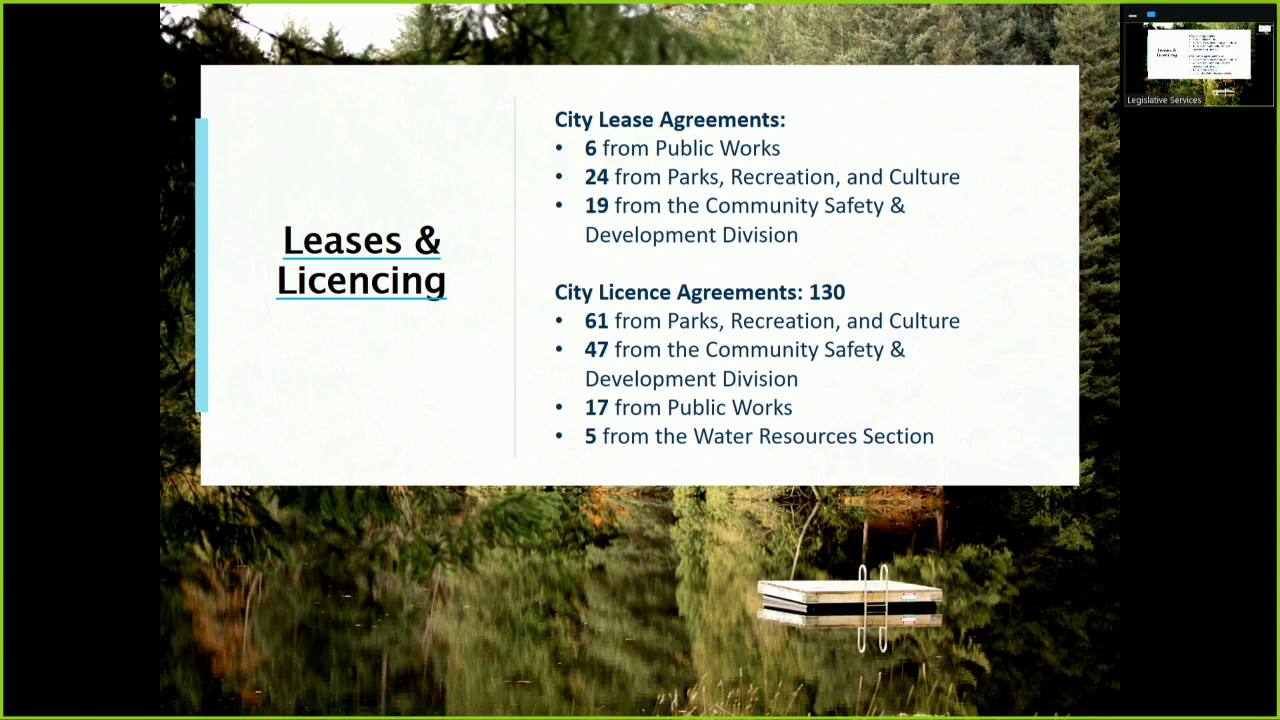 Leases &
Licencing
City Lease Agreements:
• 6 from Public Works
• 24 from Parks, Recreation, and Culture
• 19 from the Community Safety &
Development Division
City Licence Agreements: 130
• 61 from Parks, Recreation, and Culture
• 47 from the Community Safety &
Development Division
• 17 from Public Works
• 5 from the Water Resources Section
Leases &
Licencing
Legislative Services